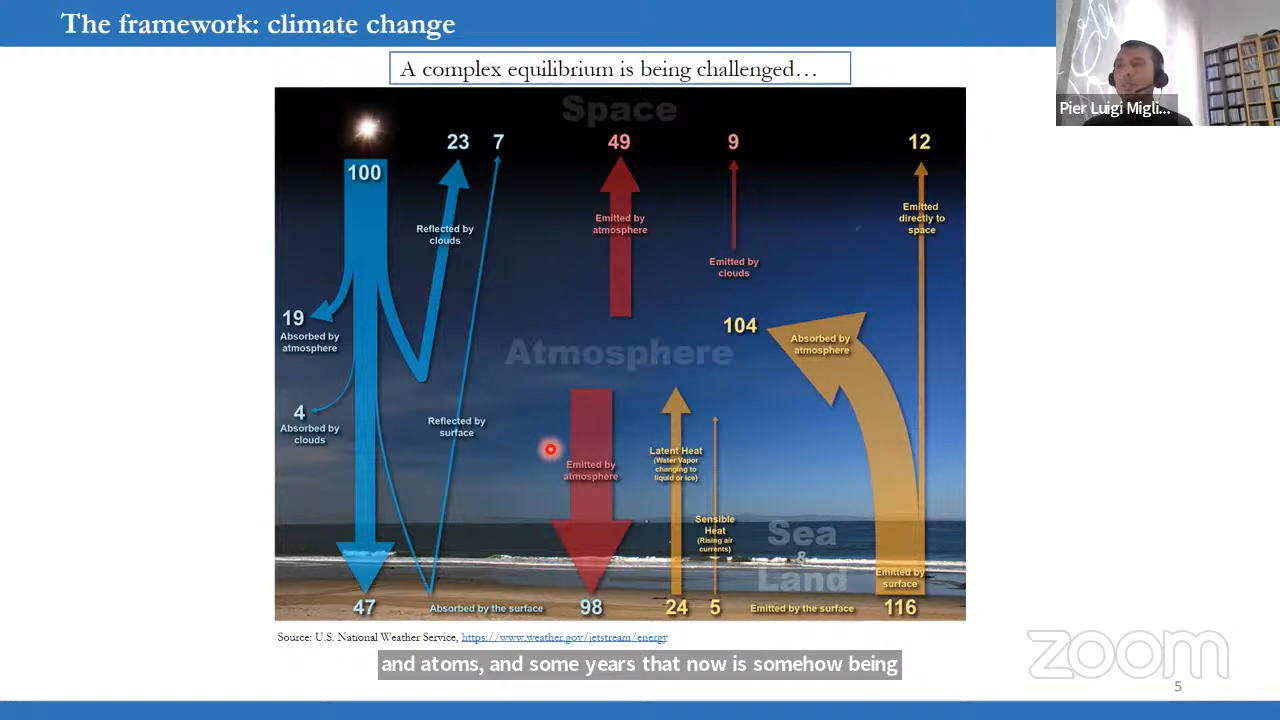 The framework: climate change
A complex equilibrium is being challenged…
Pier Luigi Migli...
Space
100
23
7
49
9
12
Reflected by
clouds
Emitted by
atmosphere
Emitted by
clouds
Emitted
directly to
space
19
Absorbed by
atmosphere
104
Absorbed by
atmosphere
Atmosphere
4
Absorbed by
clouds
Reflected by
surface
Emitted by
atmosphere
Latent Heat
(Water Vapor
changing to
liquid or ice)
Sensible
Heat
(Rising air
currents)
Sea
&
Land
Emitted by
surface
47
Absorbed by the surface
98
24
5
Emitted by the surface
116
Source: U.S. National Weather Service, https://www.weather.gov/jetstream/energy
and atoms, and some years that now is somehow being
zoom
5